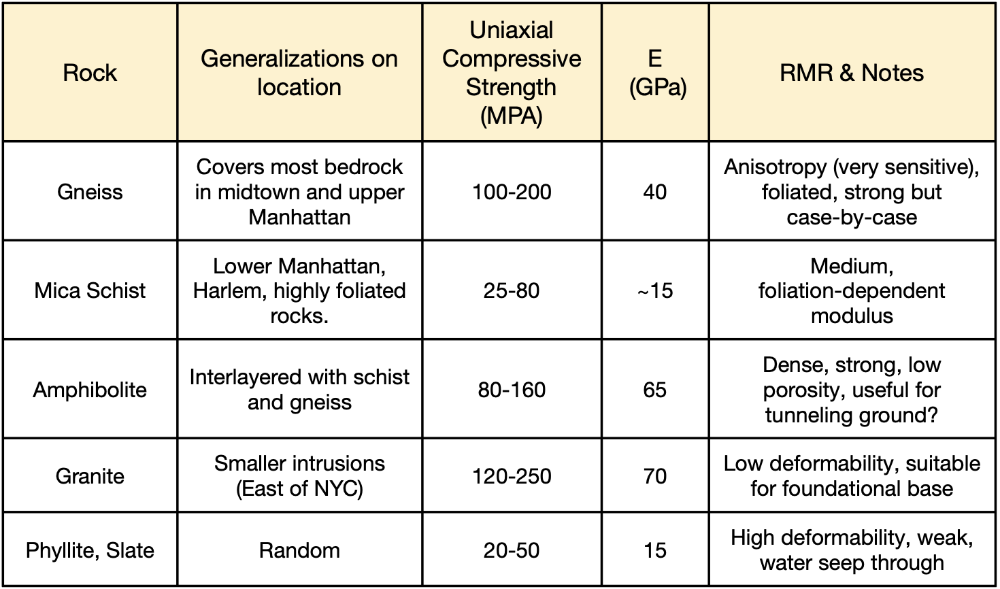 Rock
Generalizations on
location
Uniaxial
Compressive
Strength
(MPA)
E
(GPa)
RMR & Notes
Gneiss
Covers most bedrock
in midtown and upper
Manhattan
100-200
40
Anisotropy (very sensitive),
foliated, strong but
case-by-case
Mica Schist
Lower Manhattan,
Harlem, highly foliated
rocks.
25-80
~15
Medium,
foliation-dependent
modulus
Amphibolite
Interlayered with schist
and gneiss
80-160
65
Dense, strong, low
porosity, useful for
tunneling ground?
Granite
Smaller intrusions
(East of NYC)
120-250
70
Low deformability, suitable
for foundational base
Phyllite, Slate
Random
20-50
15
High deformability, weak,
water seep through